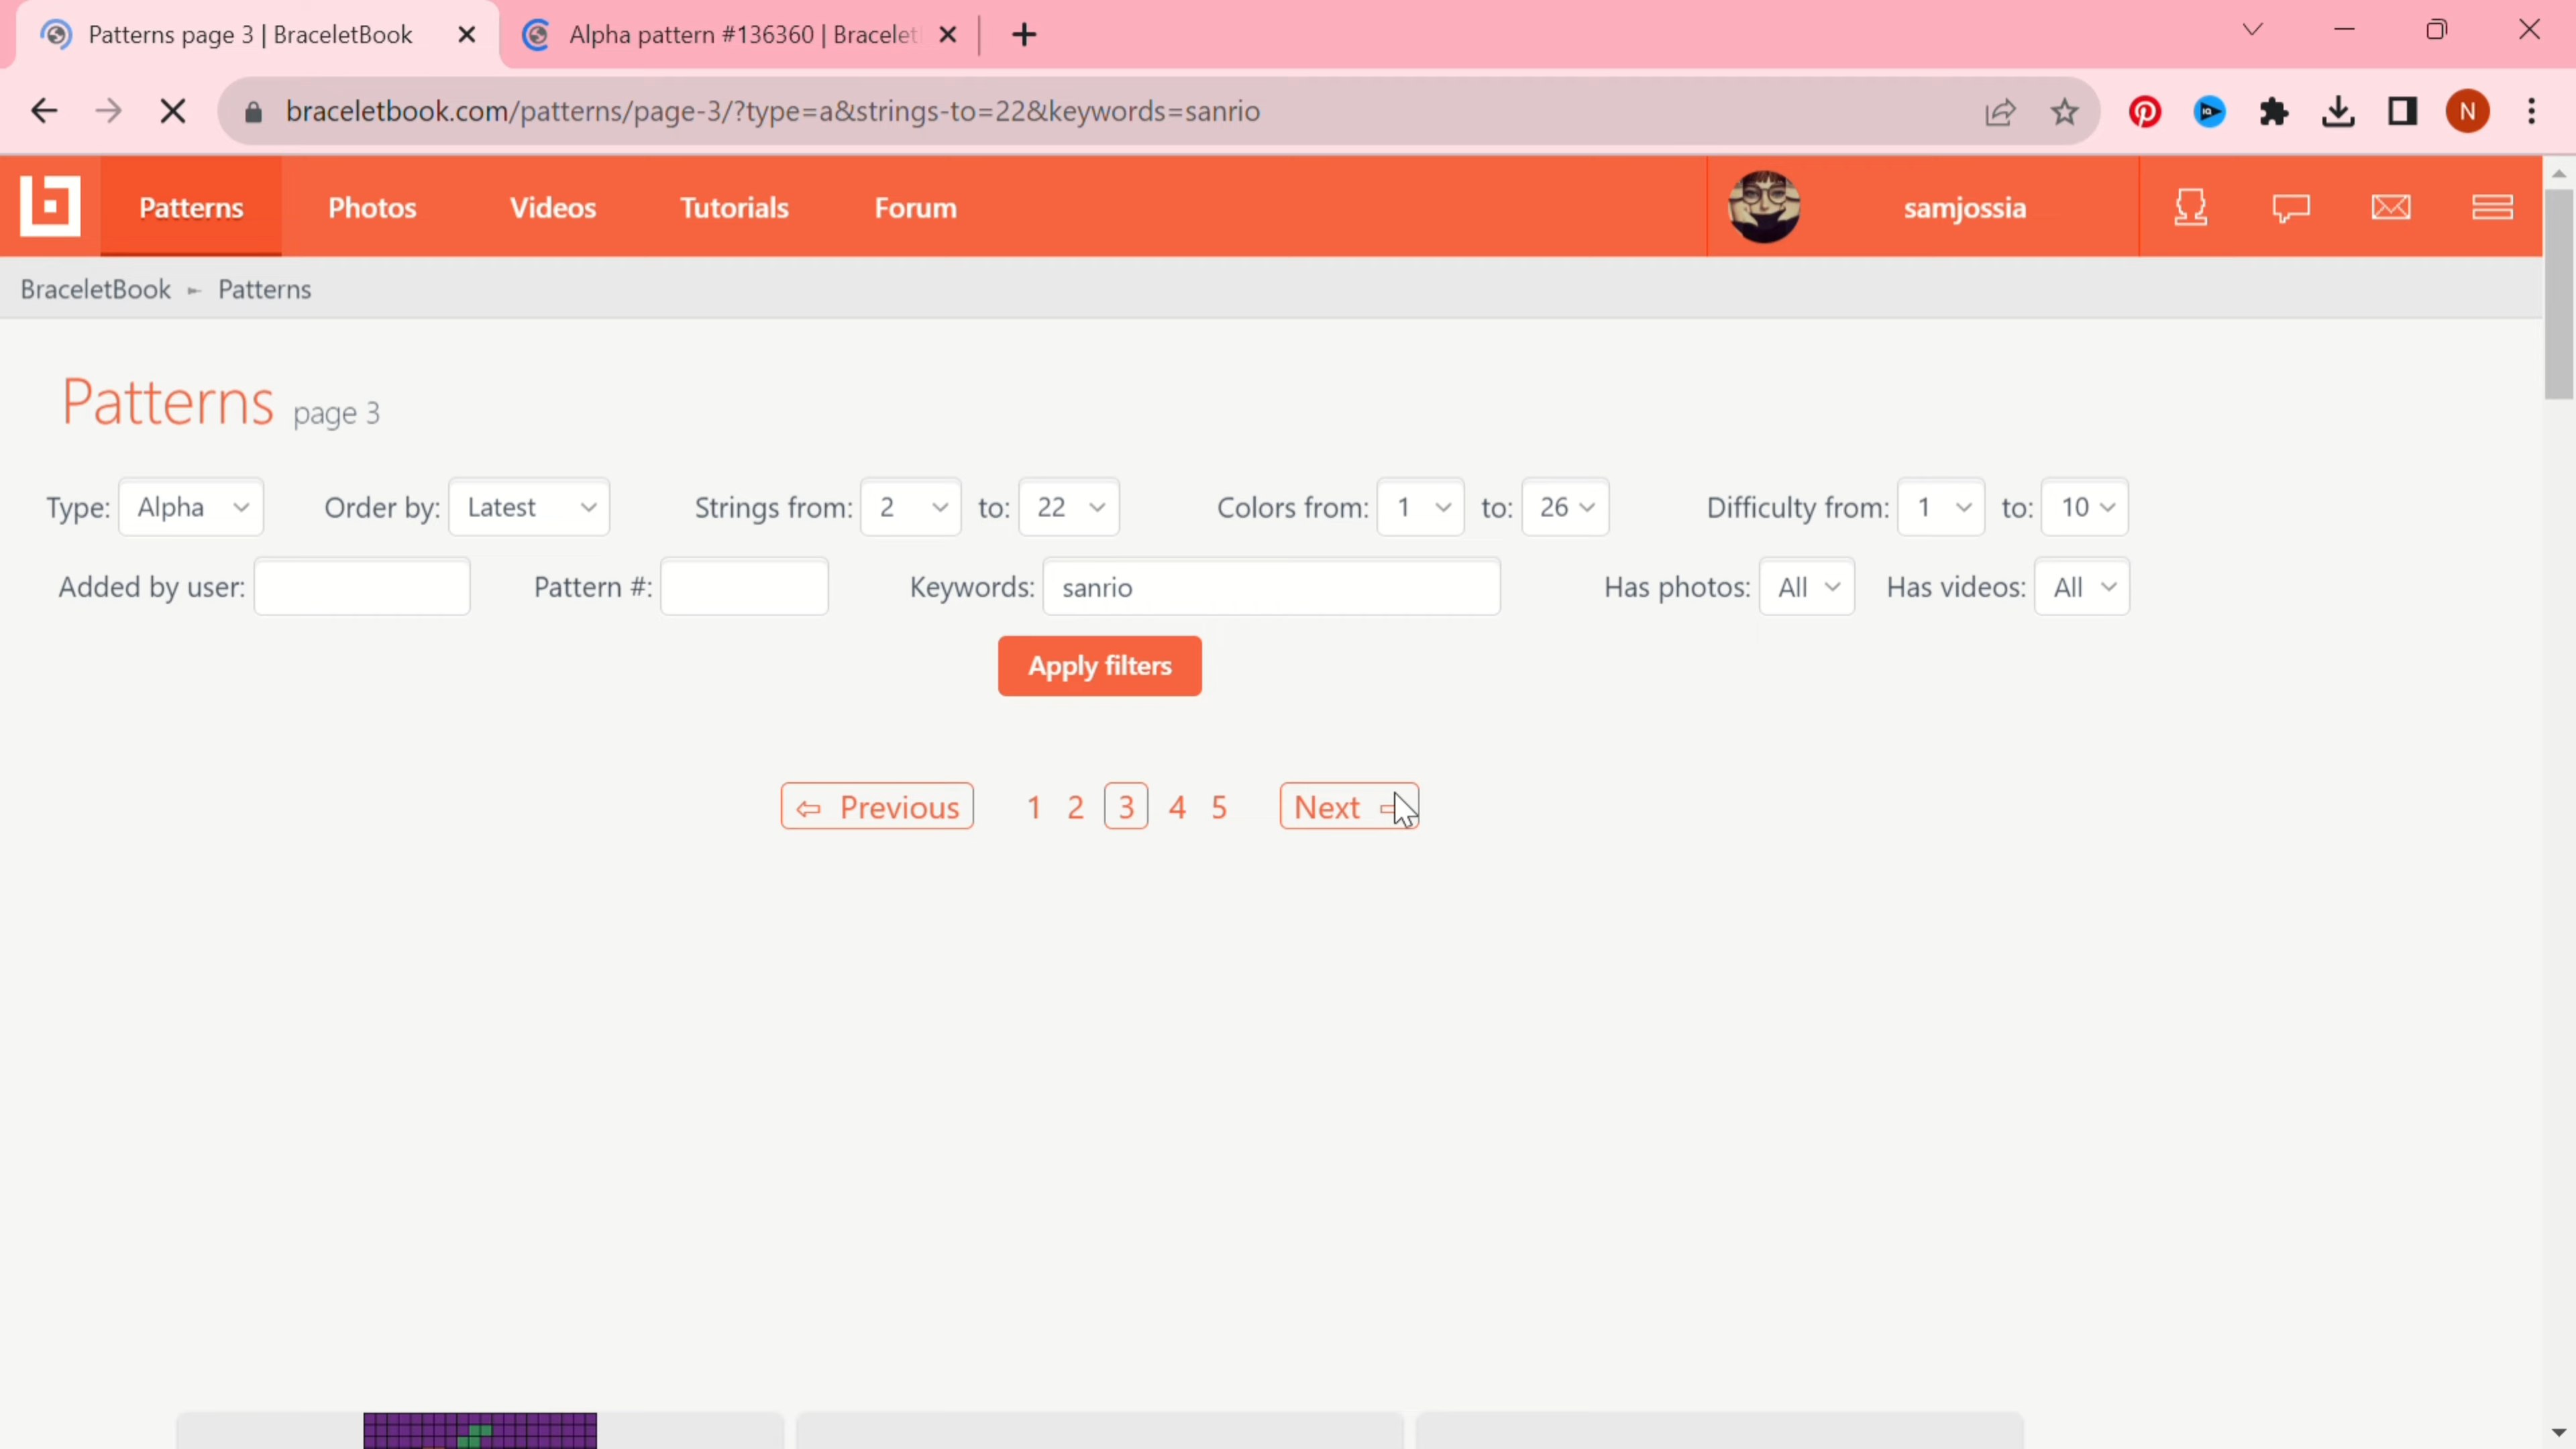 Patterns page 3 | BraceletBook
Alpha pattern #136360 | Bracelet
braceletbook.com/patterns/page-3/?type=a&strings-to=22&keywords=sanrio
N
Patterns Photos Videos Tutorials Forum samjossia
BraceletBook Patterns
Patterns page 3
Type: Alpha Order by: Latest Strings from: 2 to: 22 Colors from: 1 to: 26 Difficulty from: 1 to: 10
Added by user: Pattern #: Keywords: sanrio Has photos: All Has videos: All
Apply filters
Previous 1 2 3 4 5 Next